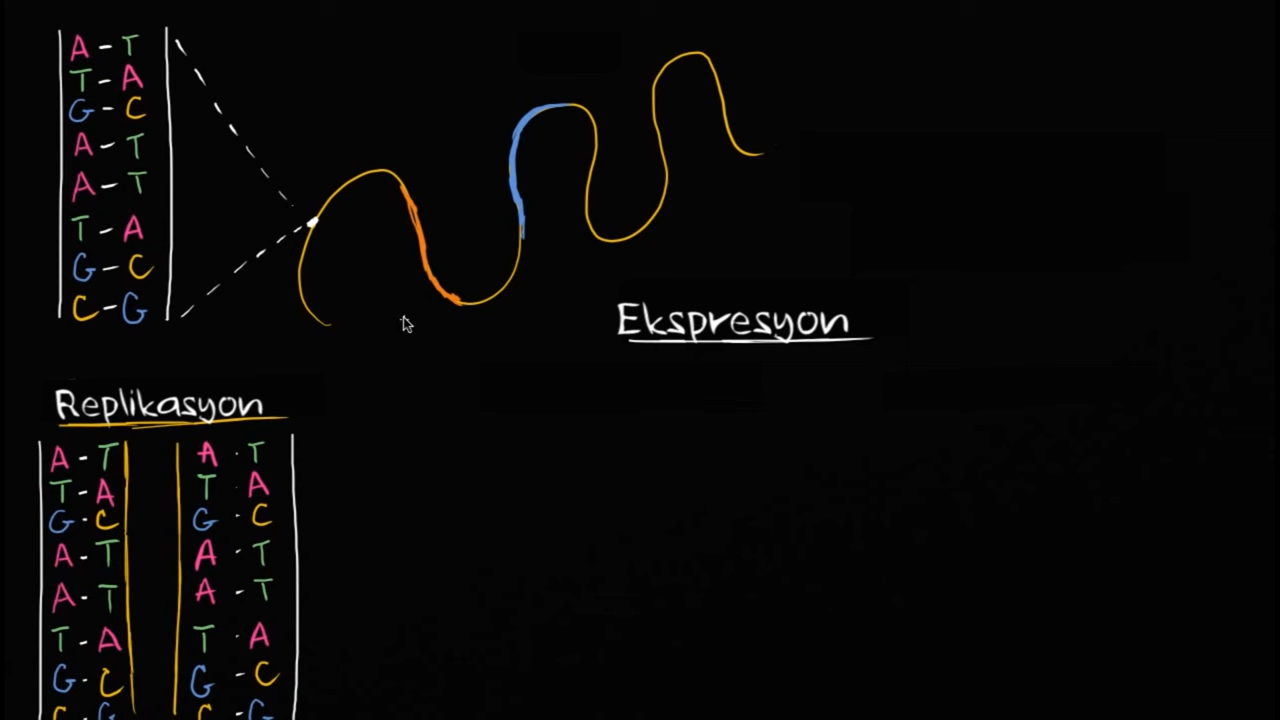 A - T
T - A
G - C
A - T
A - T
T - A
G - C
C - G
Ekspresyon
Replikasyon
A - T A · T
T - A T · A
G · C G · C
A - T A · T
A - T A - T
T - A T · A
G - C G - C
C - G C - G